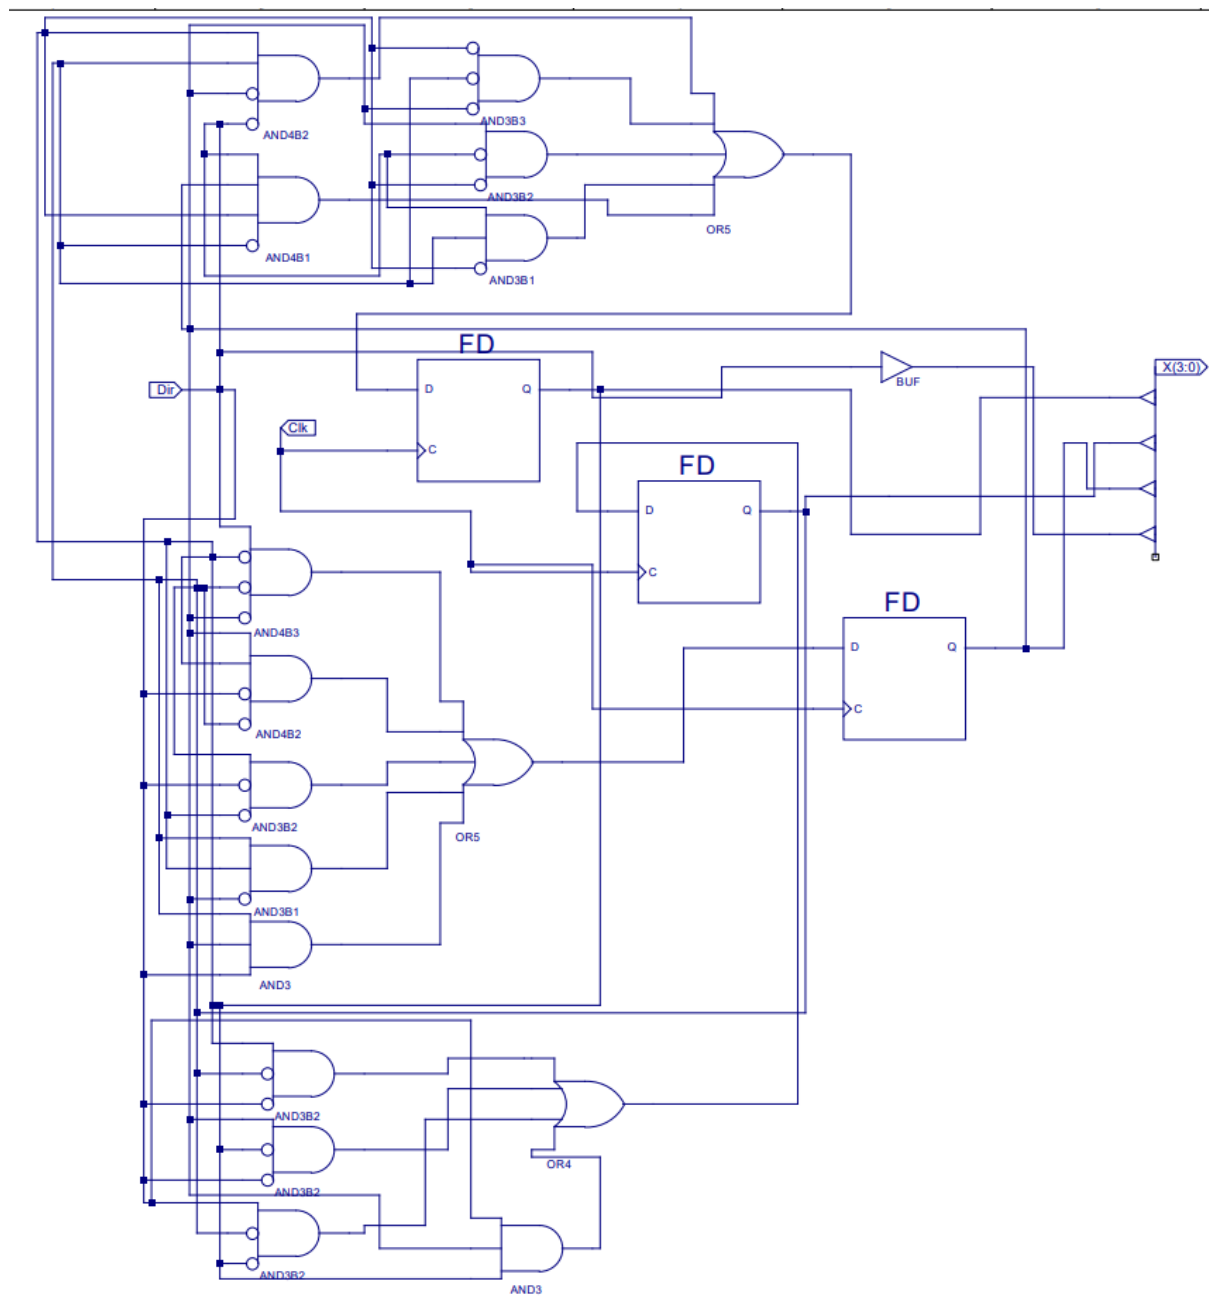 AND4B2
AND3B3
AND3B2
AND4B1
AND3B1
OR5
FD
D
Q
C
BUF
X(3:0)
Dir
Clk
FD
D
Q
C
FD
D
Q
C
AND4B3
AND4B2
AND3B2
OR5
AND3B1
AND3
AND3B2
OR4
AND3B2
AND3B2
AND3